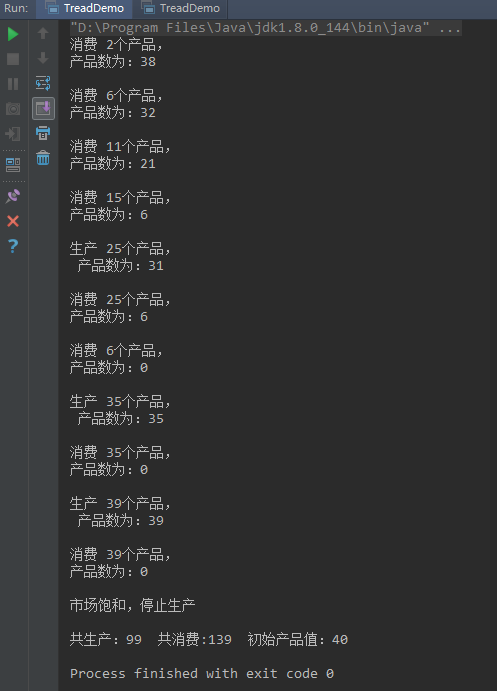 Run: TreadDemo TreadDemo
"D:\Program Files\Java\jdk1.8.0_144\bin\java" ...
消费 2个产品，
产品数为：38
消费 6个产品，
产品数为：32
消费 11个产品，
产品数为：21
消费 15个产品，
产品数为：6
生产 25个产品，
产品数为：31
消费 25个产品，
产品数为：6
消费 6个产品，
产品数为：0
生产 35个产品，
产品数为：35
消费 35个产品，
产品数为：0
生产 39个产品，
产品数为：39
消费 39个产品，
产品数为：0
市场饱和，停止生产
共生产：99 共消费:139 初始产品值：40
Process finished with exit code 0